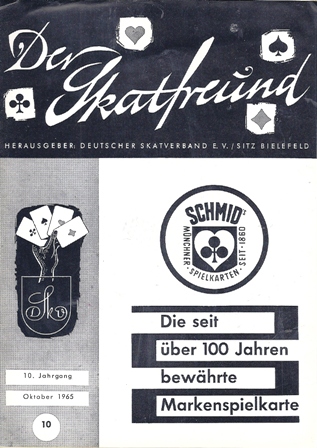 Der
Skatfreund
HERAUSGEBER: DEUTSCHER SKATVERBAND E. V. / SITZ BIELEFELD
DSkV
10. Jahrgang
Oktober 1965
10
SCHMID's
MÜNCHNER
SPIELKARTEN
SEIT 1860
Die seit
über 100 Jahren
bewährte
Markenspielkarte